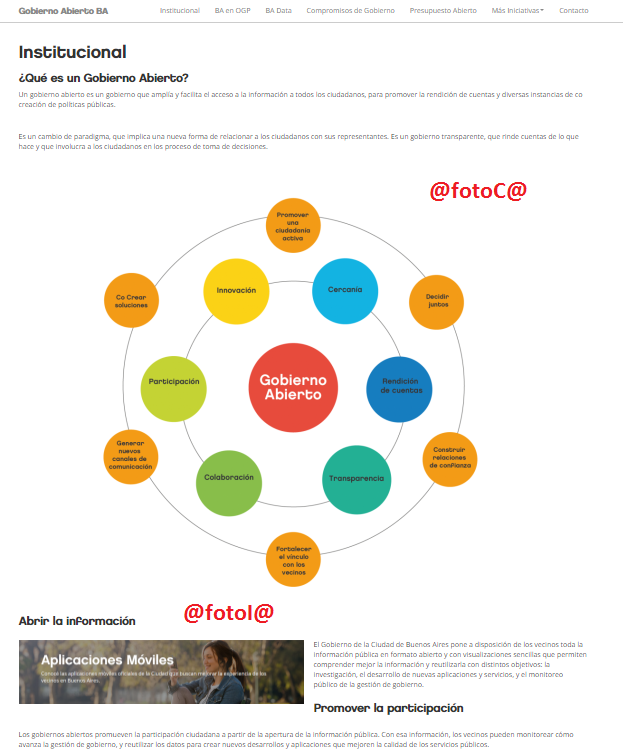 Gobierno Abierto BA
Institucional BA en OGP BA Data Compromisos de Gobierno Presupuesto Abierto Más Iniciativas Contacto
Institucional
¿Qué es un Gobierno Abierto?
Un gobierno abierto es un gobierno que amplía y facilita el acceso a la información a todos los ciudadanos, para promover la rendición de cuentas y diversas instancias de co
creación de políticas públicas.
Es un cambio de paradigma, que implica una nueva forma de relacionar a los ciudadanos con sus representantes. Es un gobierno transparente, que rinde cuentas de lo que
hace y que involucra a los ciudadanos en los proceso de toma de decisiones.
@fotoC@
Promover
una
ciudadanía
activa
Innovación
Cercanía
Co Crear
soluciones
Decidir
juntos
Participación
Gobierno
Abierto
Rendición
de cuentas
Generar
nuevos
canales de
comunicación
Construir
relaciones
de confianza
Colaboración
Transparencia
Fortalecer
el vínculo
con los
vecinos
@fotoI@
Abrir la información
Aplicaciones Móviles
Conocé las aplicaciones móviles oficiales de la Ciudad que buscan mejorar la experiencia de los
vecinos en Buenos Aires.
El Gobierno de la Ciudad de Buenos Aires pone a disposición de los vecinos toda la
información pública en formato abierto y con visualizaciones sencillas que permiten
comprender mejor la información y reutilizarla con distintos objetivos: la
investigación, el desarrollo de nuevas aplicaciones y servicios, y el monitoreo
público de la gestión de gobierno.
Promover la participación
Los gobiernos abiertos promueven la participación ciudadana a partir de la apertura de la información pública. Con esa información, los vecinos pueden monitorear cómo
avanza la gestión de gobierno, y reutilizar los datos para crear nuevos desarrollos y aplicaciones que mejoren la calidad de los servicios públicos.